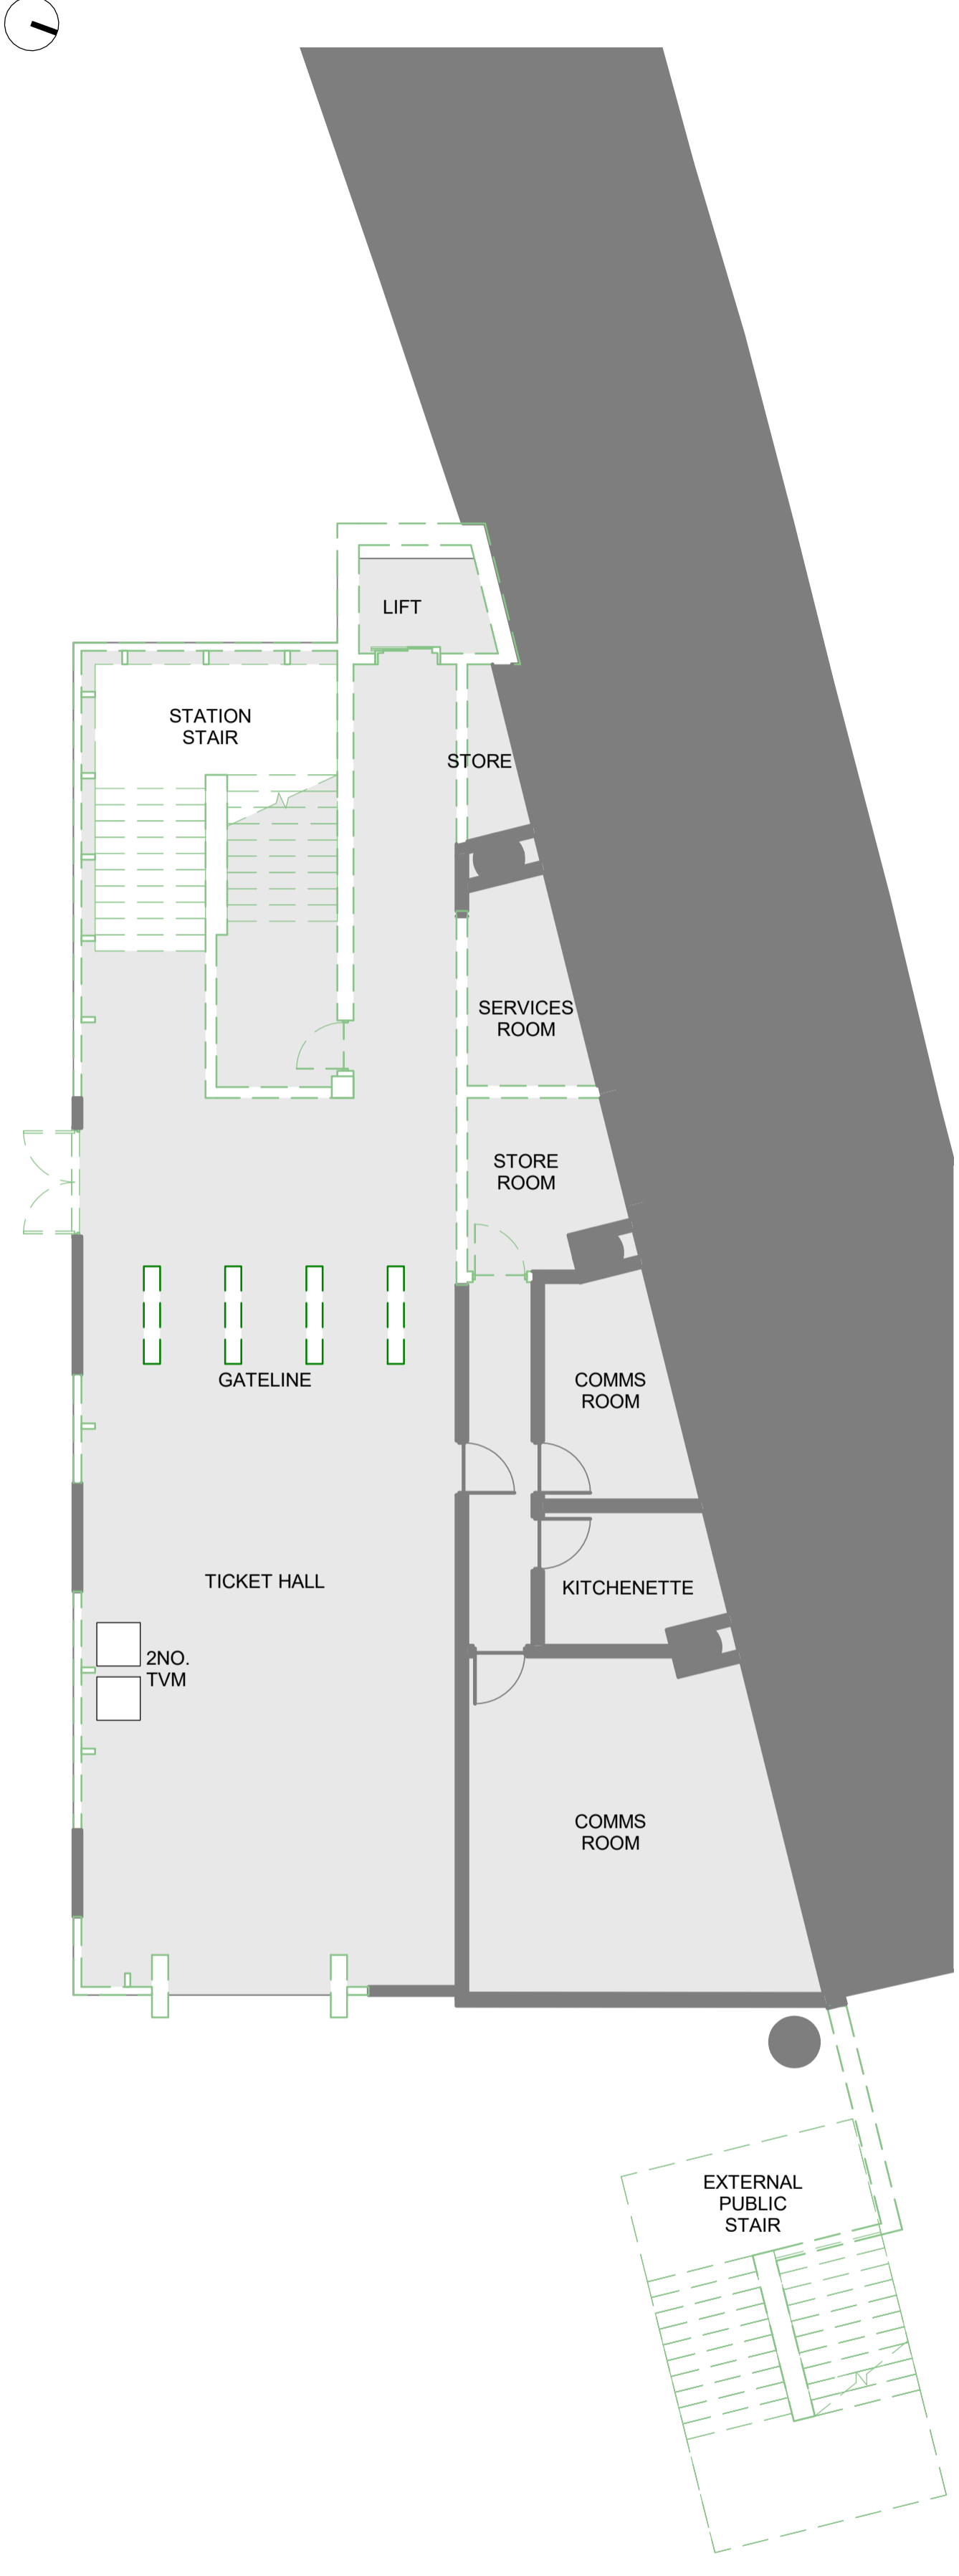 LIFT
STATION
STAIR
STORE
SERVICES
ROOM
STORE
ROOM
GATELINE
COMMS
ROOM
TICKET HALL
KITCHENETTE
2NO.
TVM
COMMS
ROOM
EXTERNAL
PUBLIC
STAIR